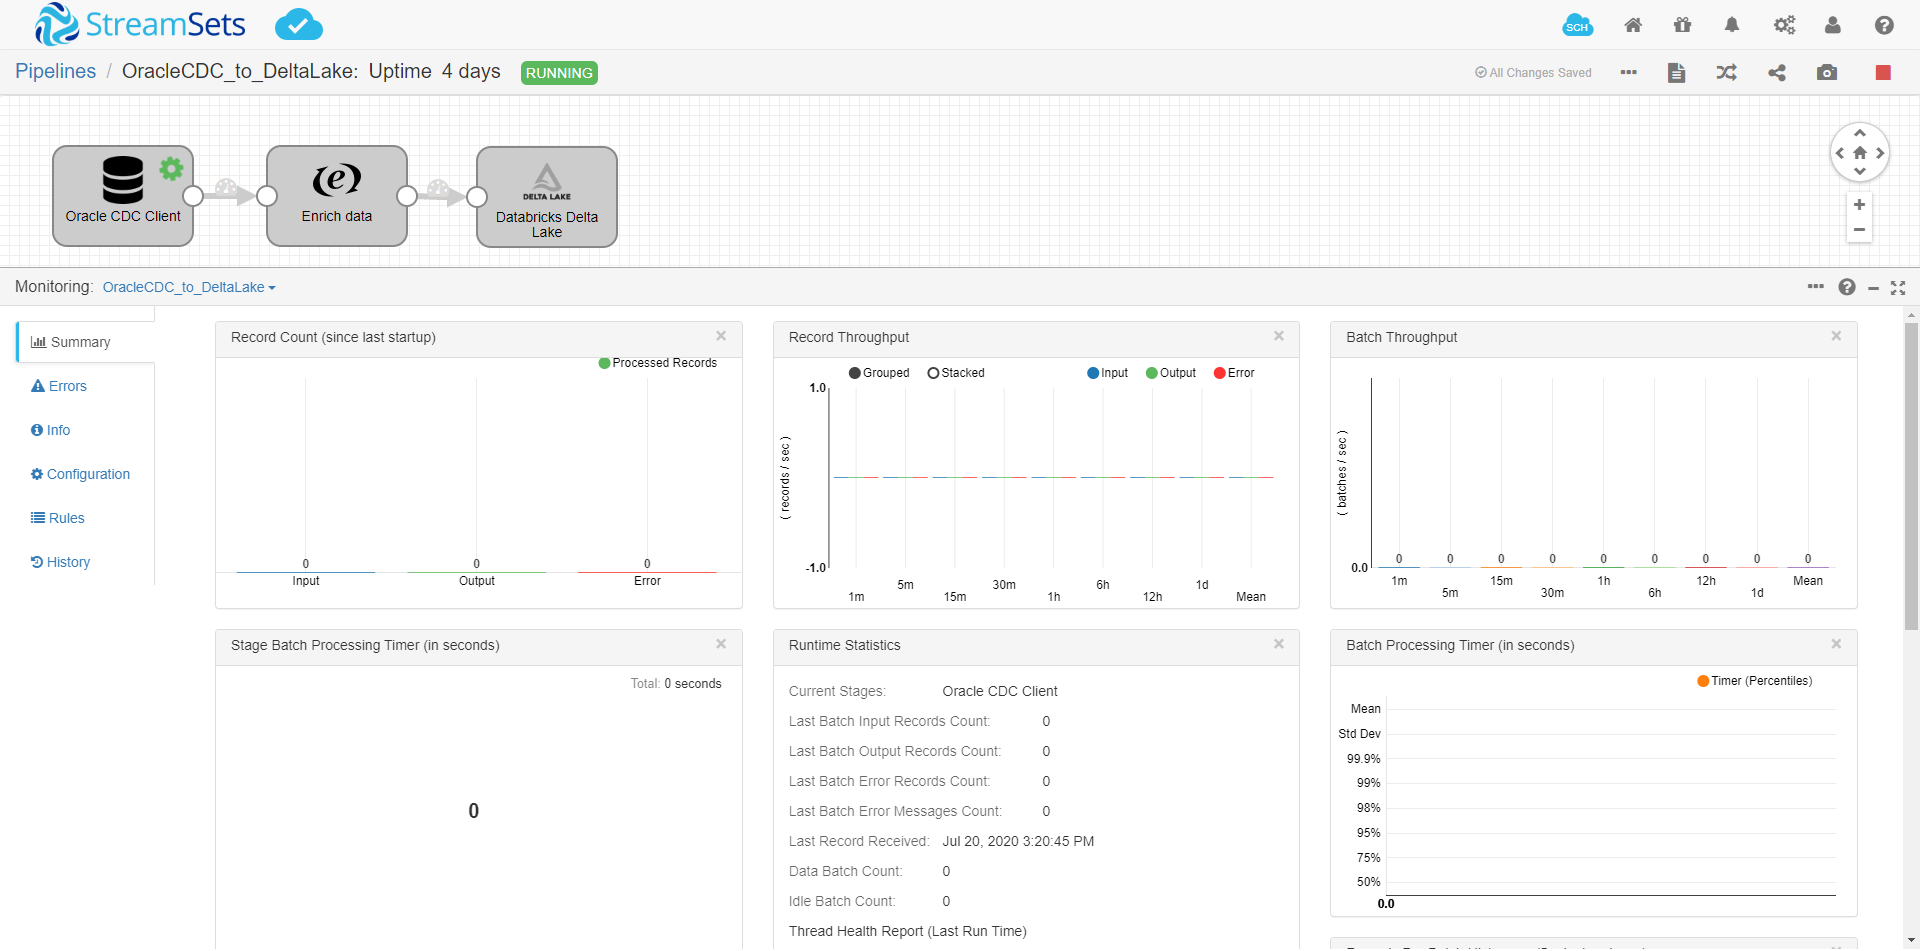 StreamSets
SCH
Pipelines / OracleCDC_to_DeltaLake: Uptime 4 days RUNNING
All Changes Saved
Oracle CDC Client
Enrich data
DELTA LAKE
Databricks Delta
Lake
Monitoring: OracleCDC_to_DeltaLake
Summary
Errors
Info
Configuration
Rules
History
Record Count (since last startup)
Processed Records
0 0 0
Input Output Error
Record Throughput
Grouped Stacked Input Output Error
1.0
( records / sec )
-1.0
5m 30m 6h 1d
1m 15m 1h 12h Mean
Batch Throughput
( batches / sec )
0 0 0 0 0 0 0 0 0
0.0
1m 15m 1h 12h Mean
5m 30m 6h 1d
Stage Batch Processing Timer (in seconds)
Total: 0 seconds
0
Runtime Statistics
Current Stages: Oracle CDC Client
Last Batch Input Records Count: 0
Last Batch Output Records Count: 0
Last Batch Error Records Count: 0
Last Batch Error Messages Count: 0
Last Record Received: Jul 20, 2020 3:20:45 PM
Data Batch Count: 0
Idle Batch Count: 0
Thread Health Report (Last Run Time)
Batch Processing Timer (in seconds)
Timer (Percentiles)
Mean
Std Dev
99.9%
99%
98%
95%
75%
50%
0.0